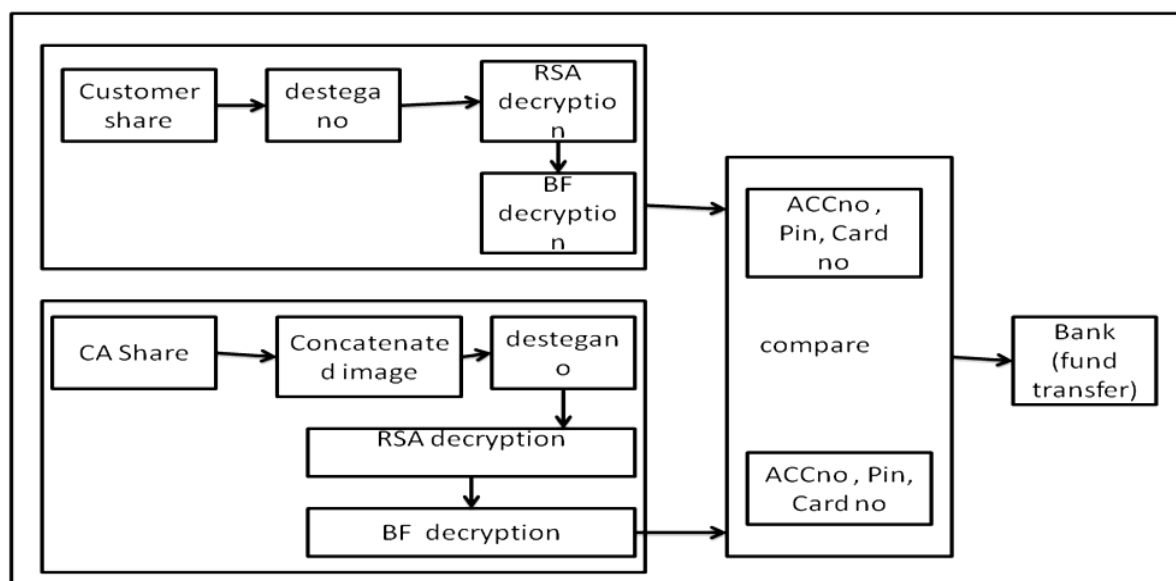 Customer
share
destega
no
RSA
decryptio
n
BF
decryptio
n
ACCno ,
Pin, Card
no
CA Share
Concatenate
d image
destegan
o
RSA decryption
BF  decryption
compare
ACCno , Pin,
Card no
Bank
(fund
transfer)